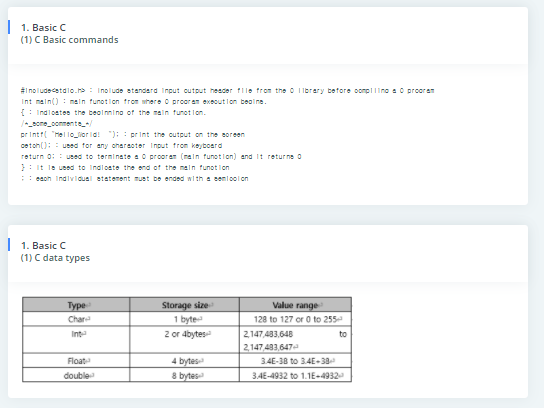 1. Basic C
(1) C Basic commands
#include<stdio.h> : Include standard input output header file from the C library before compiling a C program
int main() : main function from where C program execution begins.
{ : Indicates the beginning of the main function.
/*_some_comments_*/
printf( "Hello_World! "); : print the output on the screen
getch(); : used for any character input from keyboard
return 0; : used to terminate a C program (main function) and it returns 0
} : it is used to indicate the end of the main function
; : each individual statement must be ended with a semicolon
1. Basic C
(1) C data types
Type Storage size Value range
Char 1 byte 128 to 127 or 0 to 255
Int 2 or 4bytes 2,147,483,648 to
2,147,483,647
Float 4 bytes 3.4E-38 to 3.4E+38
double 8 bytes 3.4E-4932 to 1.1E+4932